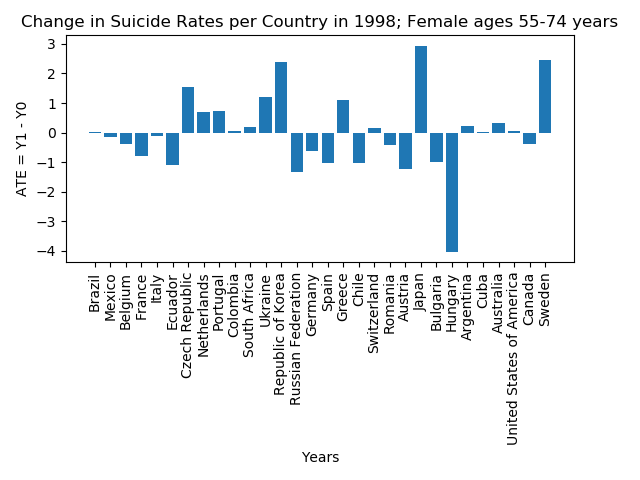 Change in Suicide Rates per Country in 1998; Female ages 55-74 years
ATE = Y1 - Y0
3
2
1
0
−1
−2
−3
−4
Brazil
Mexico
Belgium
France
Italy
Ecuador
Czech Republic
Netherlands
Portugal
Colombia
South Africa
Ukraine
Republic of Korea
Russian Federation
Germany
Spain
Greece
Chile
Switzerland
Romania
Austria
Japan
Bulgaria
Hungary
Argentina
Cuba
Australia
United States of America
Canada
Sweden
Years